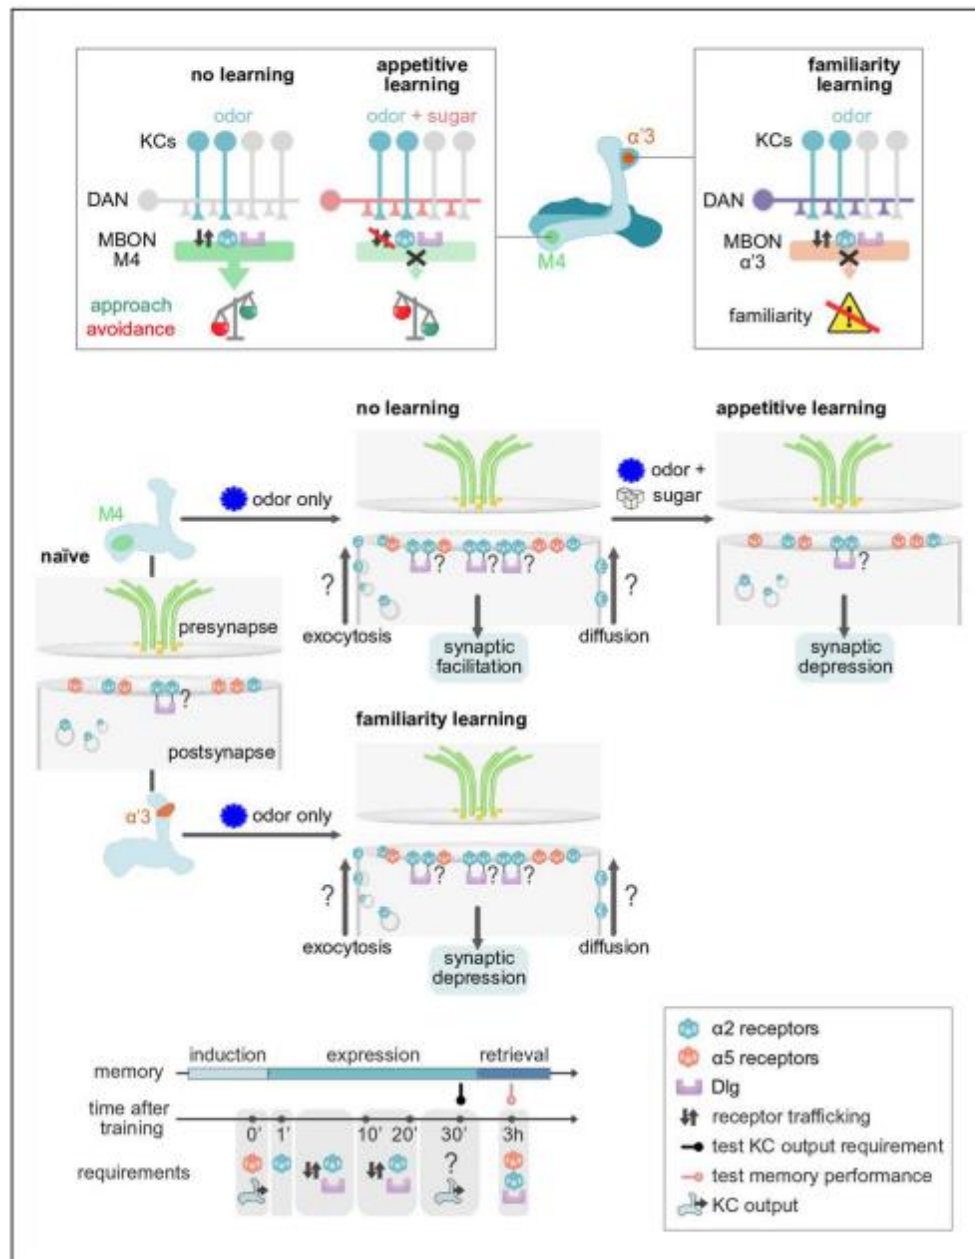 no learning
appetitive
learning
odor
odor + sugar
KCs
DAN
MBON
M4
approach
avoidance
α'3
M4
familiarity
learning
odor
KCs
DAN
MBON
α'3
familiarity
no learning
appetitive learning
M4
odor only
odor +
sugar
naïve
presynapse
postsynapse
?
? ? ? ? ?
exocytosis
diffusion
synaptic
facilitation
?
synaptic
depression
familiarity learning
α'3
odor only
? ? ? ? ?
exocytosis
diffusion
synaptic
depression
induction expression retrieval
memory
time after
training
0' 1' 10' 20' 30' 3h
requirements
?
α2 receptors
α5 receptors
Dlg
receptor trafficking
test KC output requirement
test memory performance
KC output